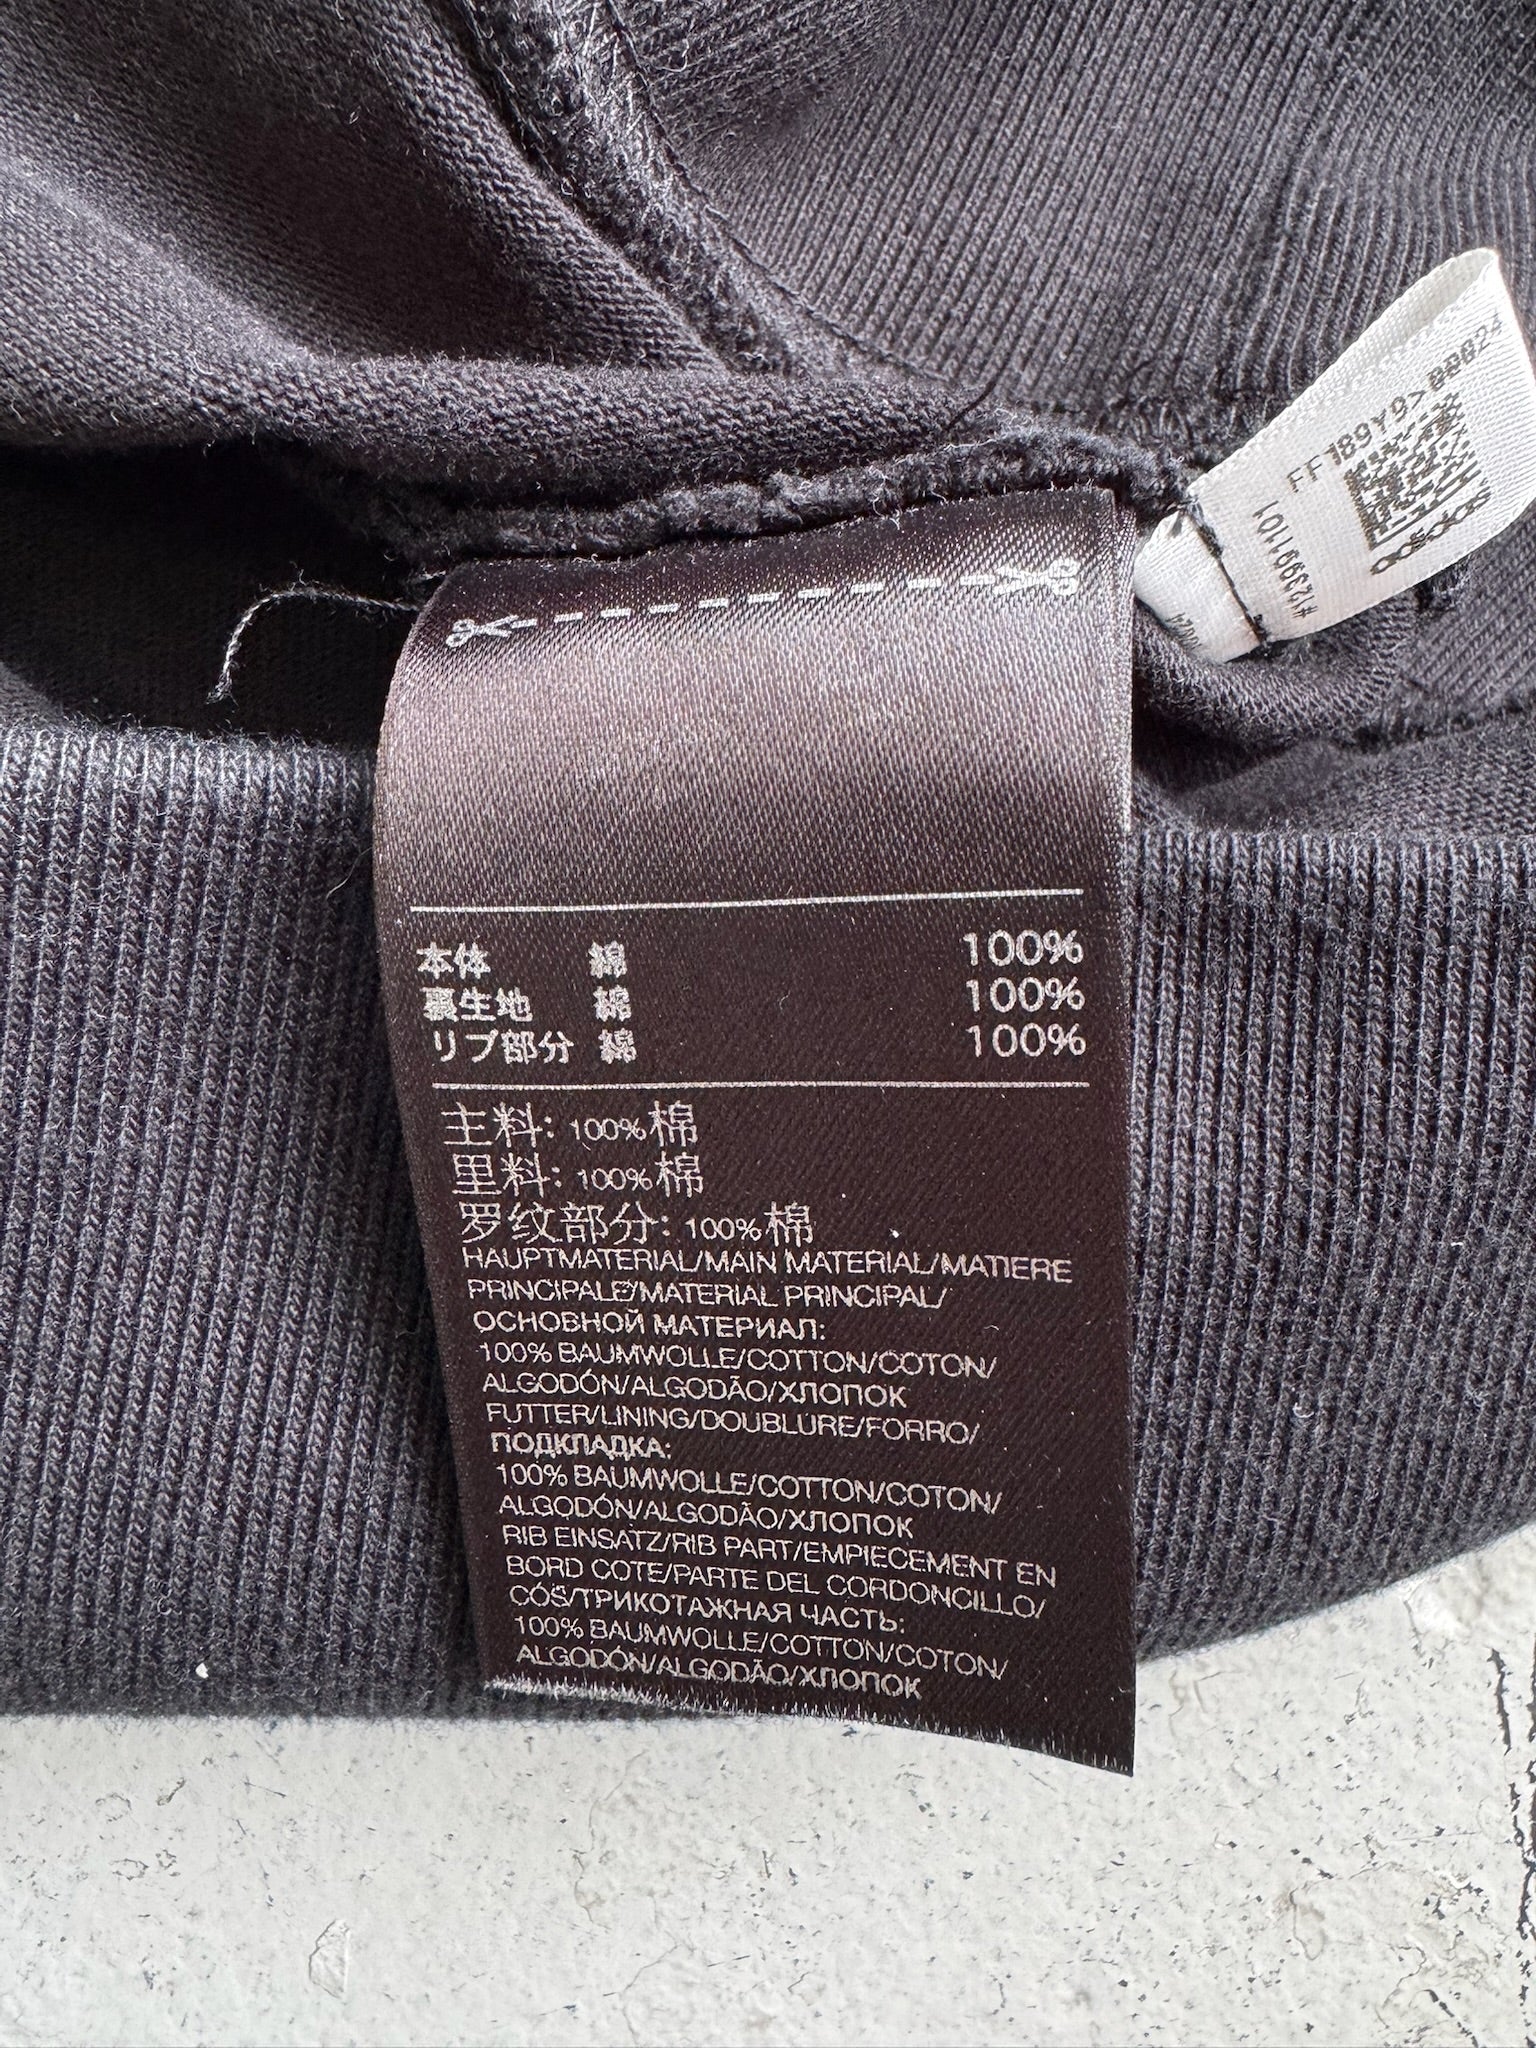 FF189Y9>00024
本体 綿 100%
裏生地 綿 100%
リブ部分 綿 100%
主料: 100%棉
里料: 100%棉
罗纹部分: 100%棉
HAUPTMATERIAL/MAIN MATERIAL/MATIERE
PRINCIPALE/MATERIAL PRINCIPAL/
ОСНОВНОЙ МАТЕРИАЛ:
100% BAUMWOLLE/COTTON/COTON/
ALGODÓN/ALGODÃO/ХЛОПОК
FUTTER/LINING/DOUBLURE/FORRO/
ПОДКЛАДКА:
100% BAUMWOLLE/COTTON/COTON/
ALGODÓN/ALGODÃO/ХЛОПОК
RIB EINSATZ/RIB PART/EMPIECEMENT EN
BORD COTE/PARTE DEL CORDONCILLO/
CÓS/ТРИКОТАЖНАЯ ЧАСТЬ:
100% BAUMWOLLE/COTTON/COTON/
ALGODÓN/ALGODÃO/ХЛОПОК